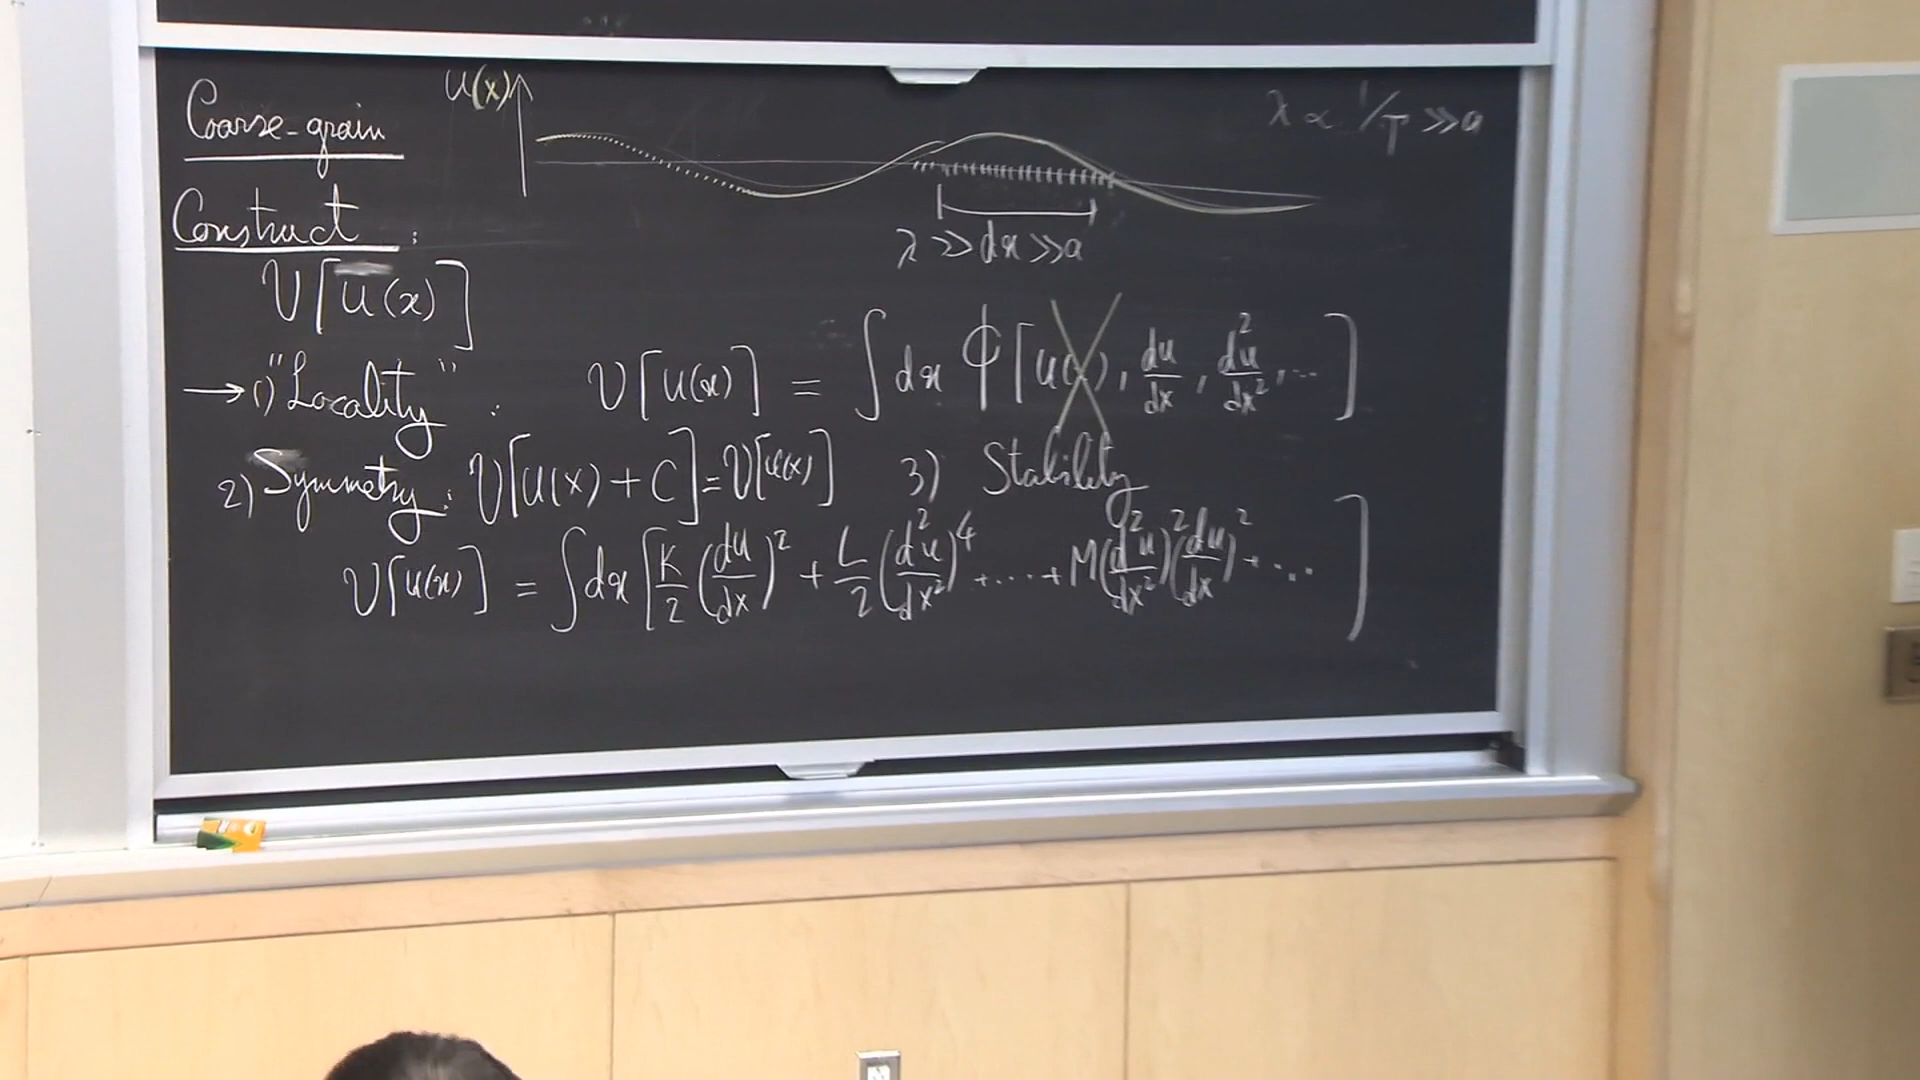 Coarse-grain
u(x)
λ ∝ 1/T >> a
Construct :
λ >> dx >> a
V[u(x)]
→ 1) "Locality" : V[u(x)] = ∫dx ϕ[u(x), du/dx, d²u/dx², ...]
2) Symmetry : V[u(x) + C] = V[u(x)] 3) Stability
V[u(x)] = ∫dx [K/2 (du/dx)² + L/2 (d²u/dx²)⁴ + .... + M(d²u/dx²)²(du/dx)² + ...]